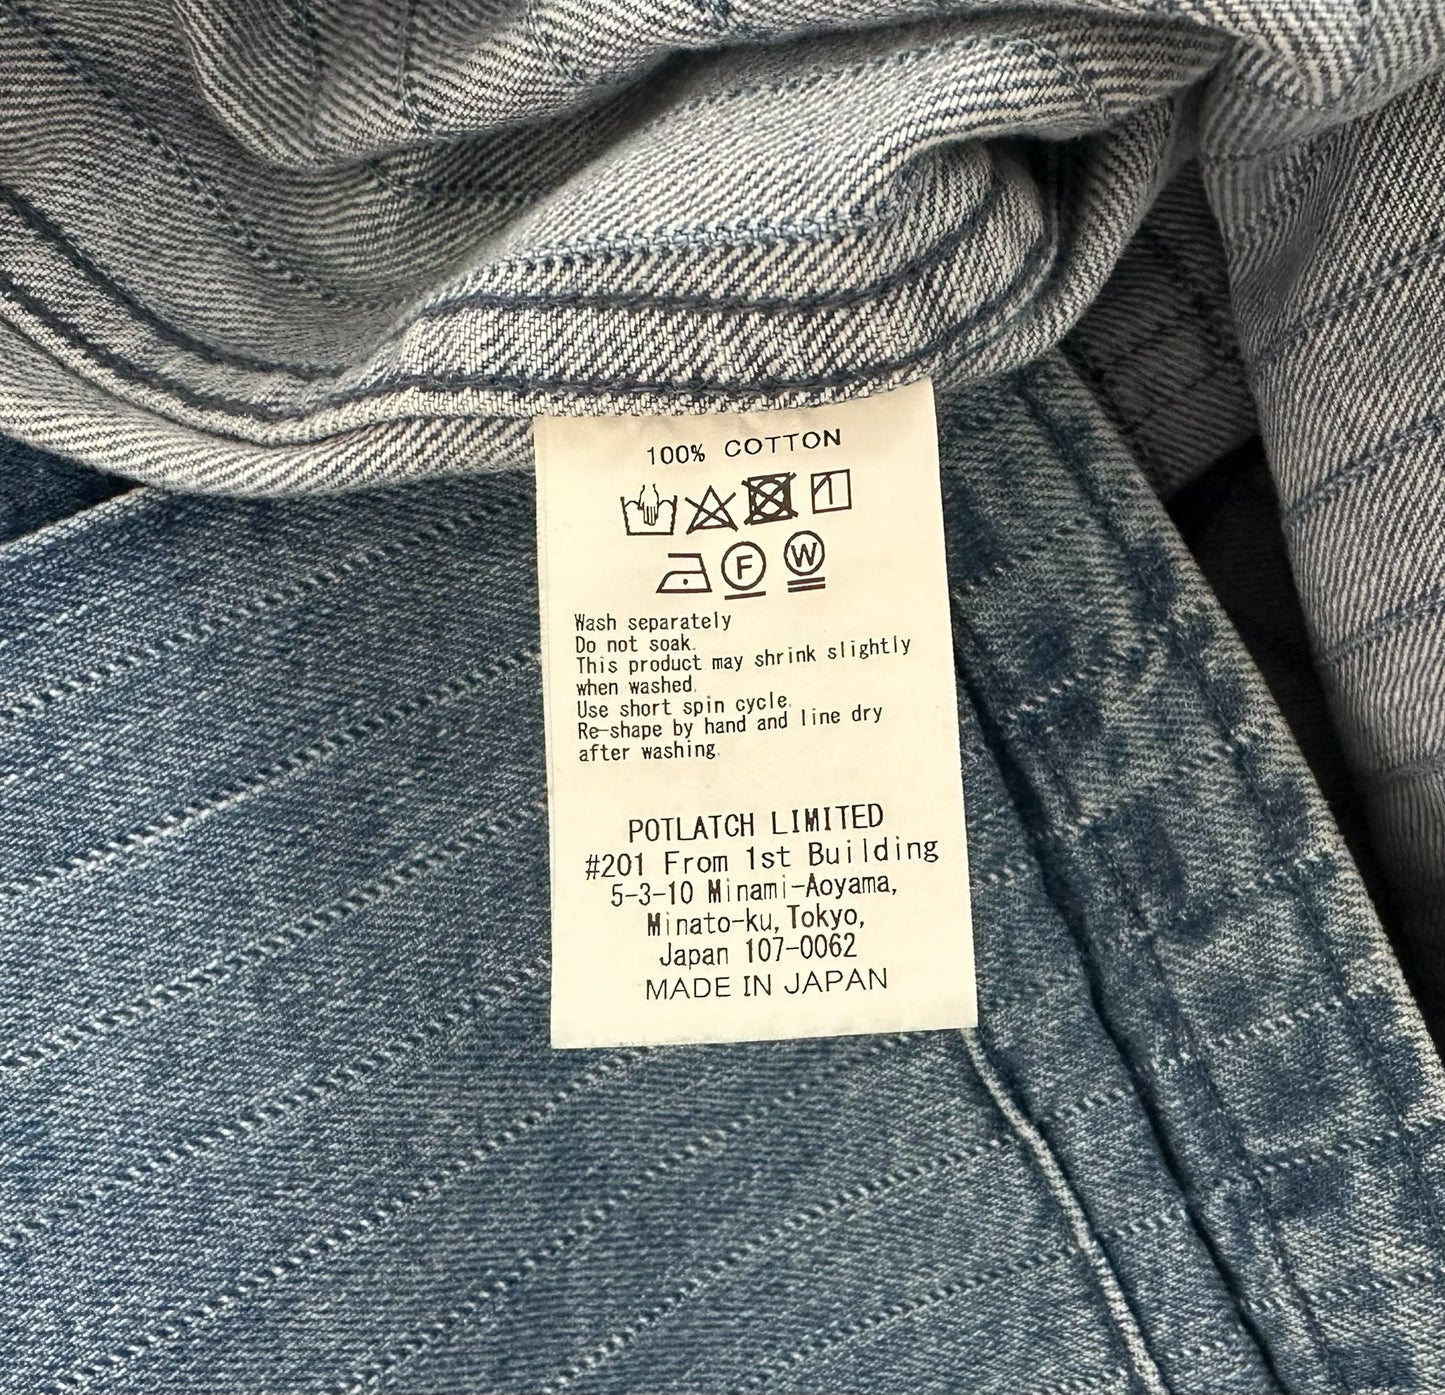 100% COTTON
F W
Wash separately
Do not soak.
This product may shrink slightly
when washed.
Use short spin cycle.
Re-shape by hand and line dry
after washing.
POTLATCH LIMITED
#201 From 1st Building
5-3-10 Minami-Aoyama,
Minato-ku, Tokyo,
Japan 107-0062
MADE IN JAPAN